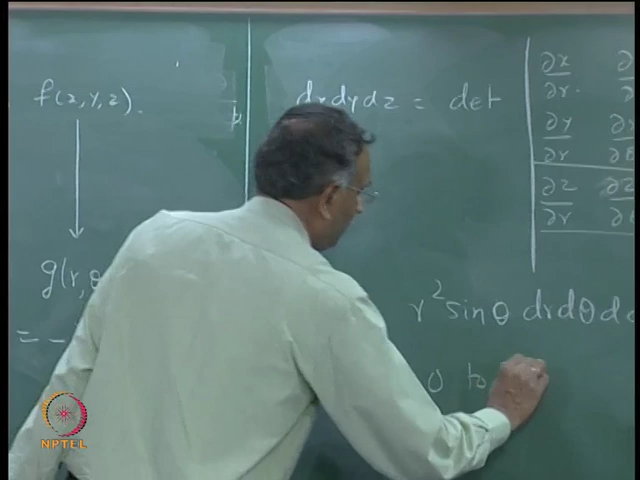 f(x, y, z).
g(r, θ
= -
dx dy dz = det
∂x/∂r
∂y/∂r
∂z/∂r ∂z
r² sin θ dr dθ d
0 to
NPTEL